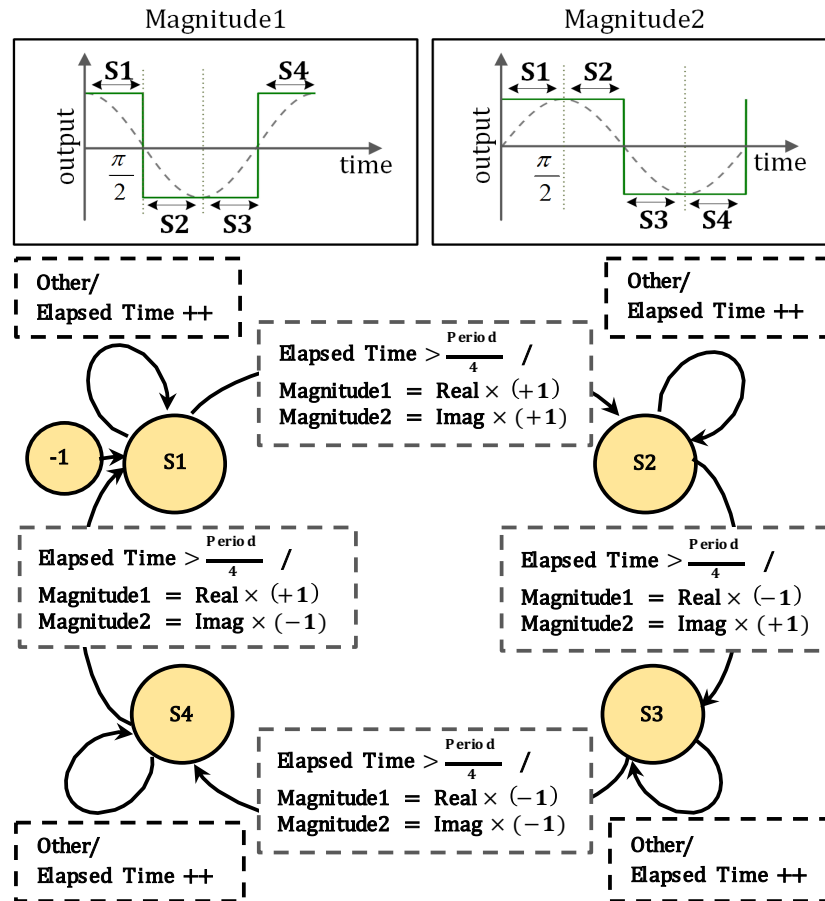 Magnitude1
Magnitude2
S1
S4
output
π/2
time
S2
S3
S1
S2
output
π/2
time
S3
S4
Other/
Elapsed Time ++
Other/
Elapsed Time ++
Elapsed Time > Period/4 /
Magnitude1 = Real × (+1)
Magnitude2 = Imag × (+1)
-1
S1
S2
Elapsed Time > Period/4 /
Magnitude1 = Real × (+1)
Magnitude2 = Imag × (−1)
Elapsed Time > Period/4 /
Magnitude1 = Real × (−1)
Magnitude2 = Imag × (+1)
S4
S3
Elapsed Time > Period/4 /
Magnitude1 = Real × (−1)
Magnitude2 = Imag × (−1)
Other/
Elapsed Time ++
Other/
Elapsed Time ++